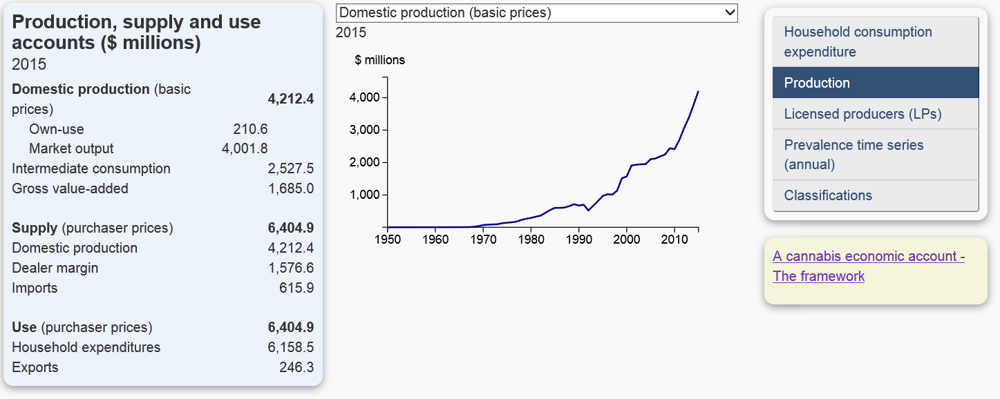 Production, supply and use
accounts ($ millions)
2015
Domestic production (basic
prices) 4,212.4
Own-use 210.6
Market output 4,001.8
Intermediate consumption 2,527.5
Gross value-added 1,685.0
Supply (purchaser prices) 6,404.9
Domestic production 4,212.4
Dealer margin 1,576.6
Imports 615.9
Use (purchaser prices) 6,404.9
Household expenditures 6,158.5
Exports 246.3
Domestic production (basic prices)
2015
$ millions
4,000
3,000
2,000
1,000
1950 1960 1970 1980 1990 2000 2010
Household consumption
expenditure
Production
Licensed producers (LPs)
Prevalence time series
(annual)
Classifications
A cannabis economic account -
The framework